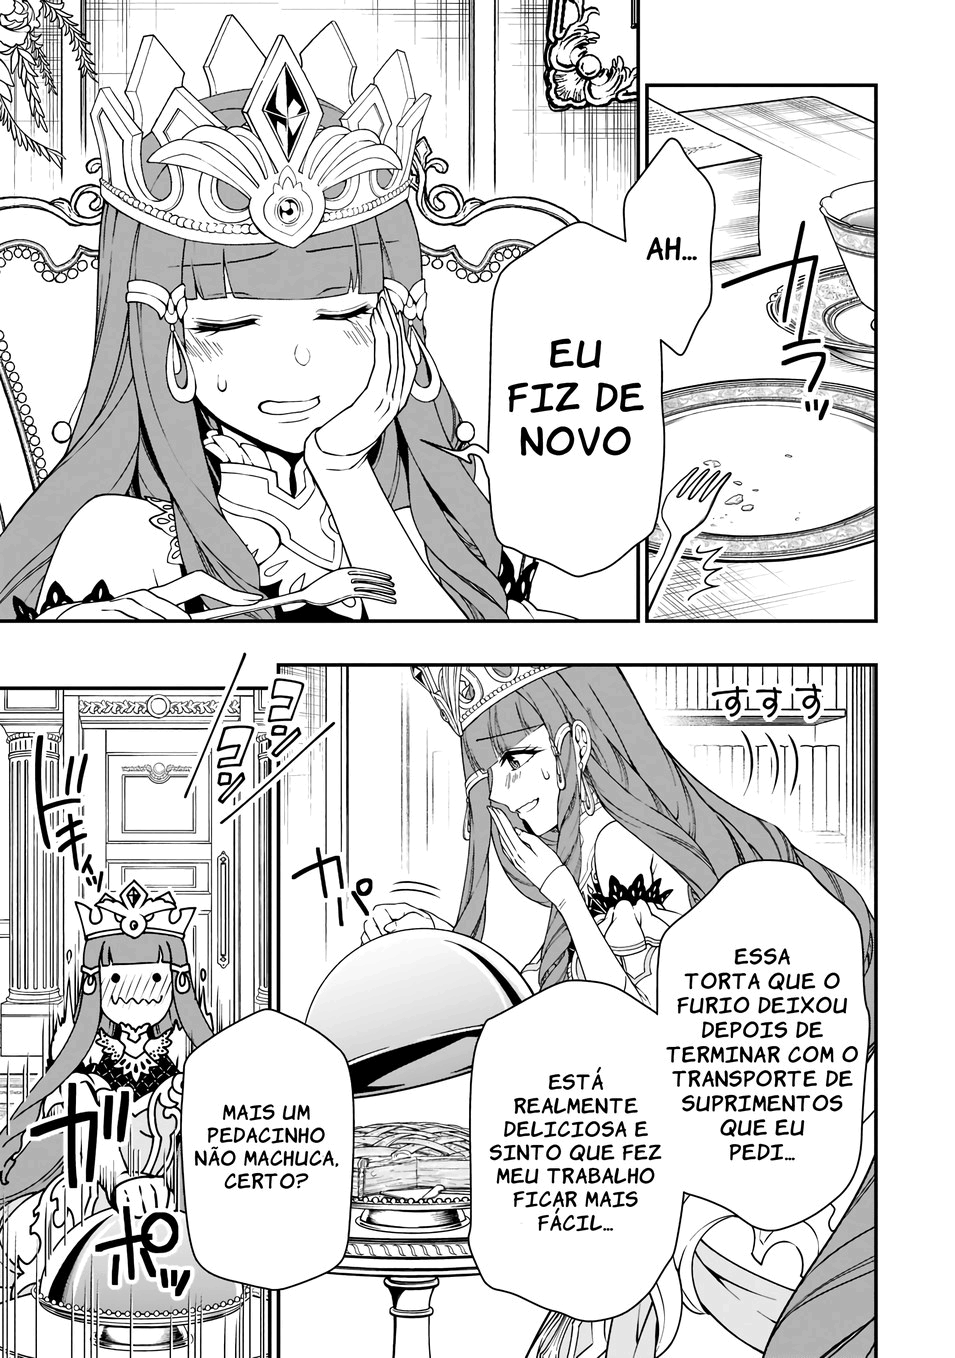 AH...
EU
FIZ DE
NOVO
カラッ
すすす
パカ
ESSA
TORTA QUE O
FURIO DEIXOU
DEPOIS DE
TERMINAR COM O
TRANSPORTE DE
SUPRIMENTOS
QUE EU
PEDI...
ESTÁ
REALMENTE
DELICIOSA E
SINTO QUE FEZ
MEU TRABALHO
FICAR MAIS
FÁCIL...
MAIS UM
PEDACINHO
NÃO MACHUCA,
CERTO?
コンコン
ドキーッ
ガポッ